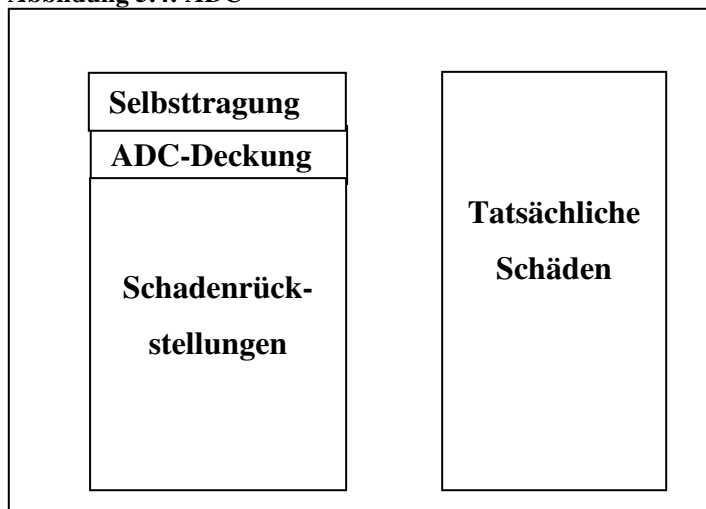 Selbsttragung
ADC-Deckung
Schadenrück-
stellungen
Tatsächliche
Schäden